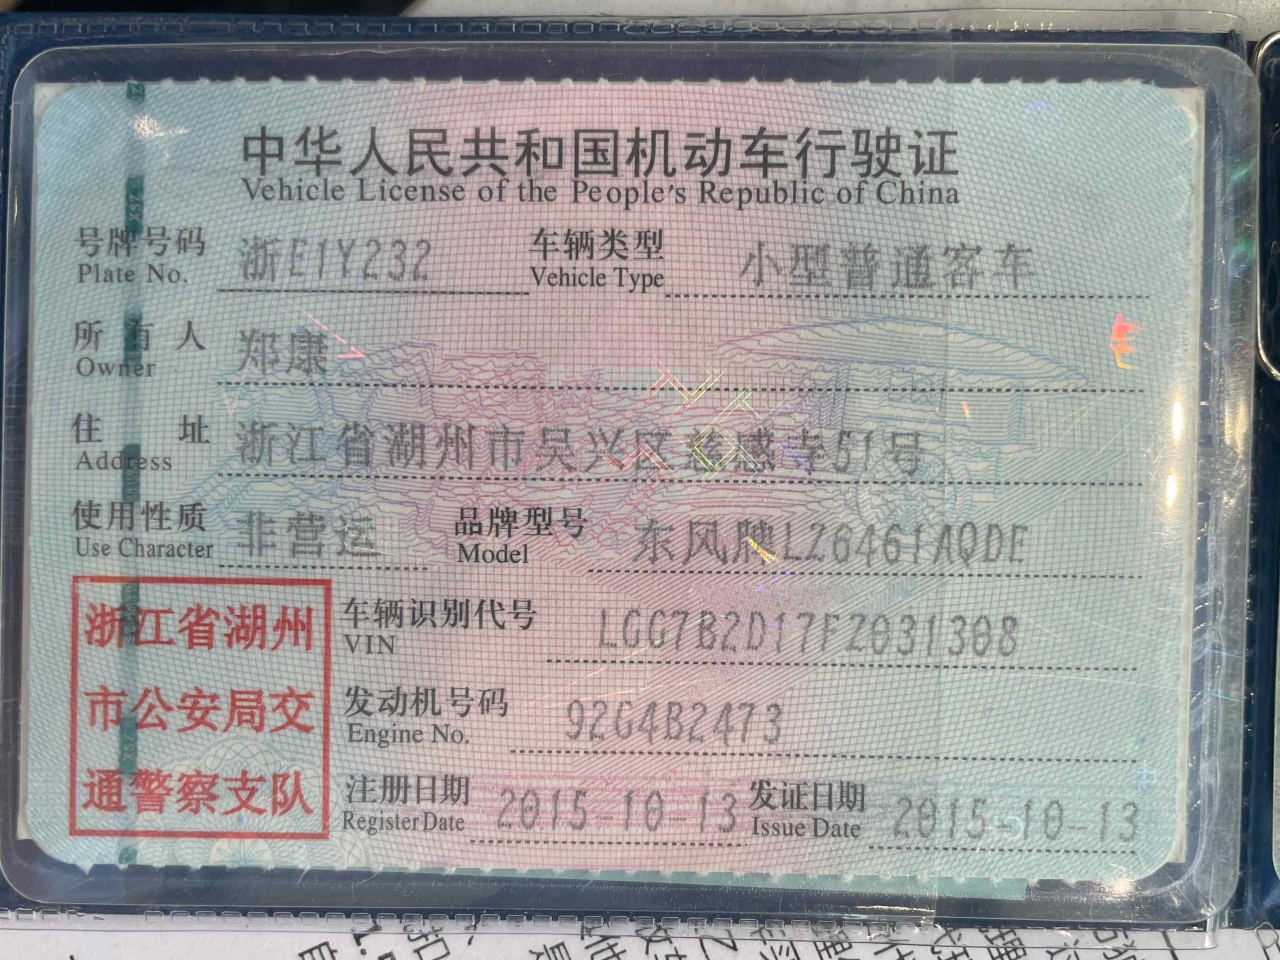 中华人民共和国机动车行驶证
Vehicle License of the People's Republic of China
号牌号码 浙E1Y232 车辆类型 小型普通客车
Plate No. Vehicle Type
所有人 郑康
Owner
住址 浙江省湖州市吴兴区慈感寺51号
Address
使用性质 非营运 品牌型号 东风牌LZ6461AQDE
Use Character Model
浙江省湖州
市公安局交
通警察支队
车辆识别代号 LGG7B2D17FZ031308
VIN
发动机号码 92G4B2473
Engine No.
注册日期 2015-10-13 发证日期 2015-10-13
Register Date Issue Date